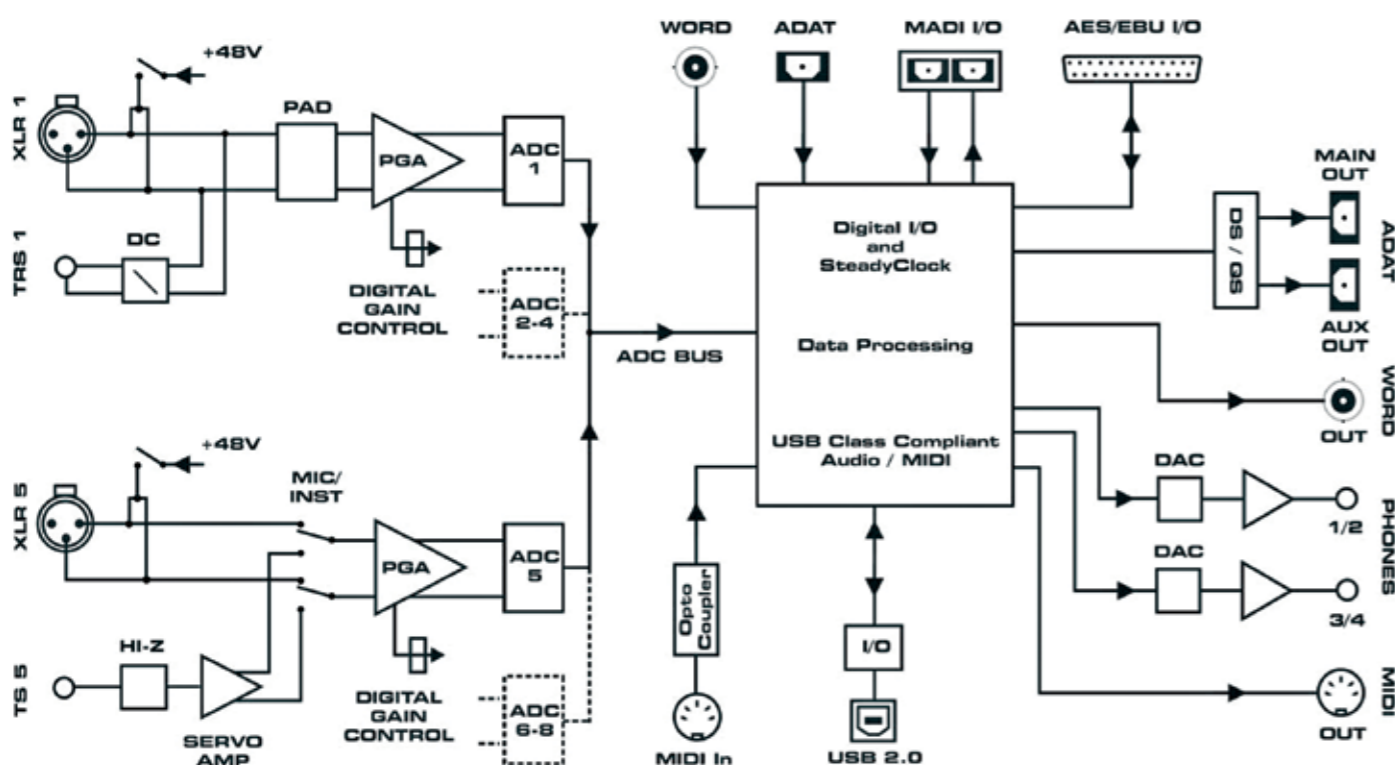 WORD
ADAT
MADI I/O
AES/EBU I/O
+48V
XLR 1
PAD
PGA
ADC
1
MAIN
OUT
TRS 1
DC
DIGITAL
GAIN
CONTROL
ADC
2-4
ADC BUS
Digital I/O
and
SteadyClock
Data Processing
USB Class Compliant
Audio / MIDI
DS / GS
ADAT
AUX
OUT
WORD
OUT
+48V
XLR 5
MIC/
INST
PGA
ADC
5
DAC
1/2
DAC
3/4
PHONES
TS 5
HI-Z
SERVO
AMP
DIGITAL
GAIN
CONTROL
ADC
6-8
Opto
Coupler
MIDI In
I/O
USB 2.0
MIDI
OUT